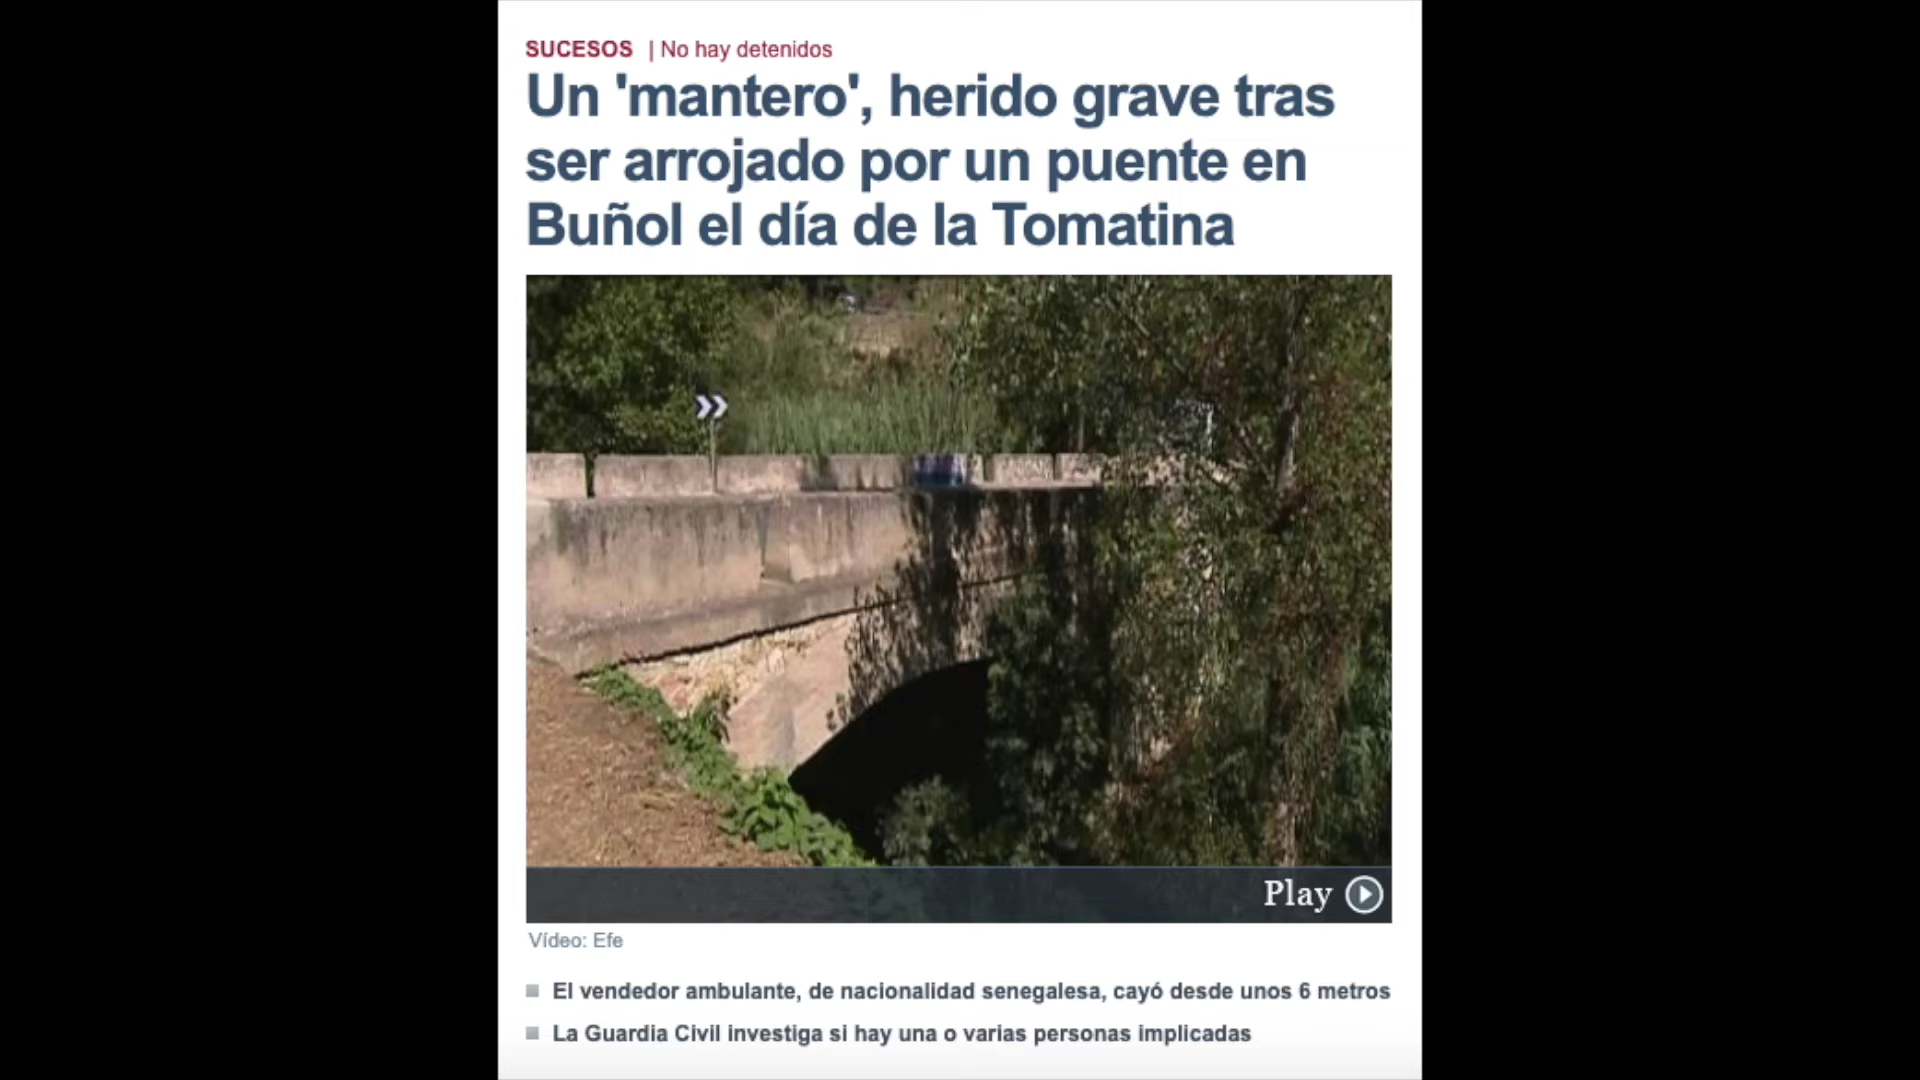 SUCESOS | No hay detenidos
Un 'mantero', herido grave tras
ser arrojado por un puente en
Buñol el día de la Tomatina
Play
Vídeo: Efe
El vendedor ambulante, de nacionalidad senegalesa, cayó desde unos 6 metros
La Guardia Civil investiga si hay una o varias personas implicadas